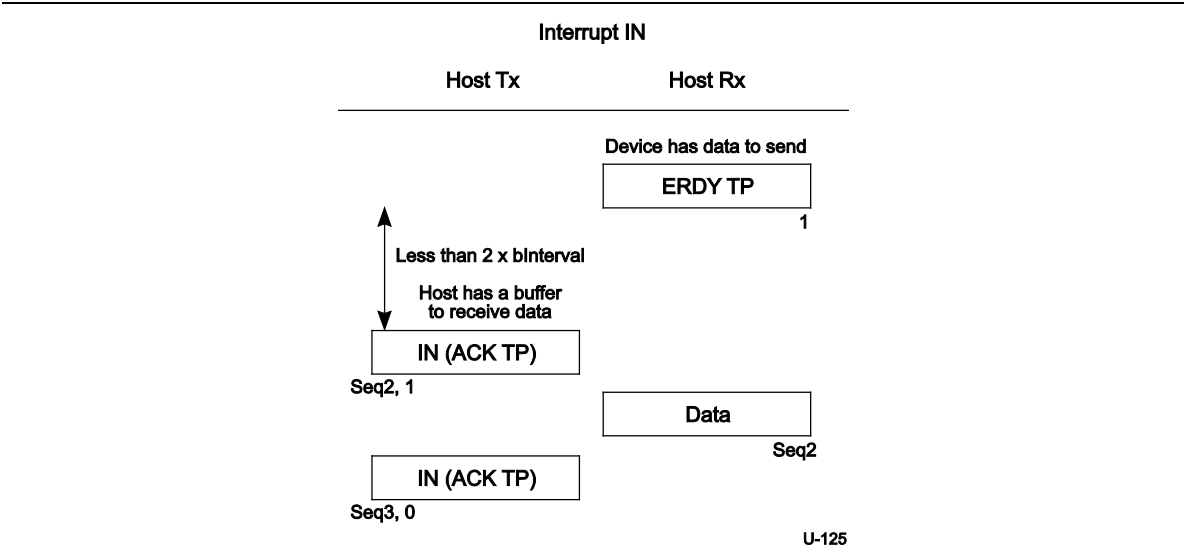 Interrupt IN
Host Tx
Host Rx
Device has data to send
ERDY TP
1
Less than 2 x bInterval
Host has a buffer
to receive data
IN (ACK TP)
Seq2, 1
Data
Seq2
IN (ACK TP)
Seq3, 0
U-125